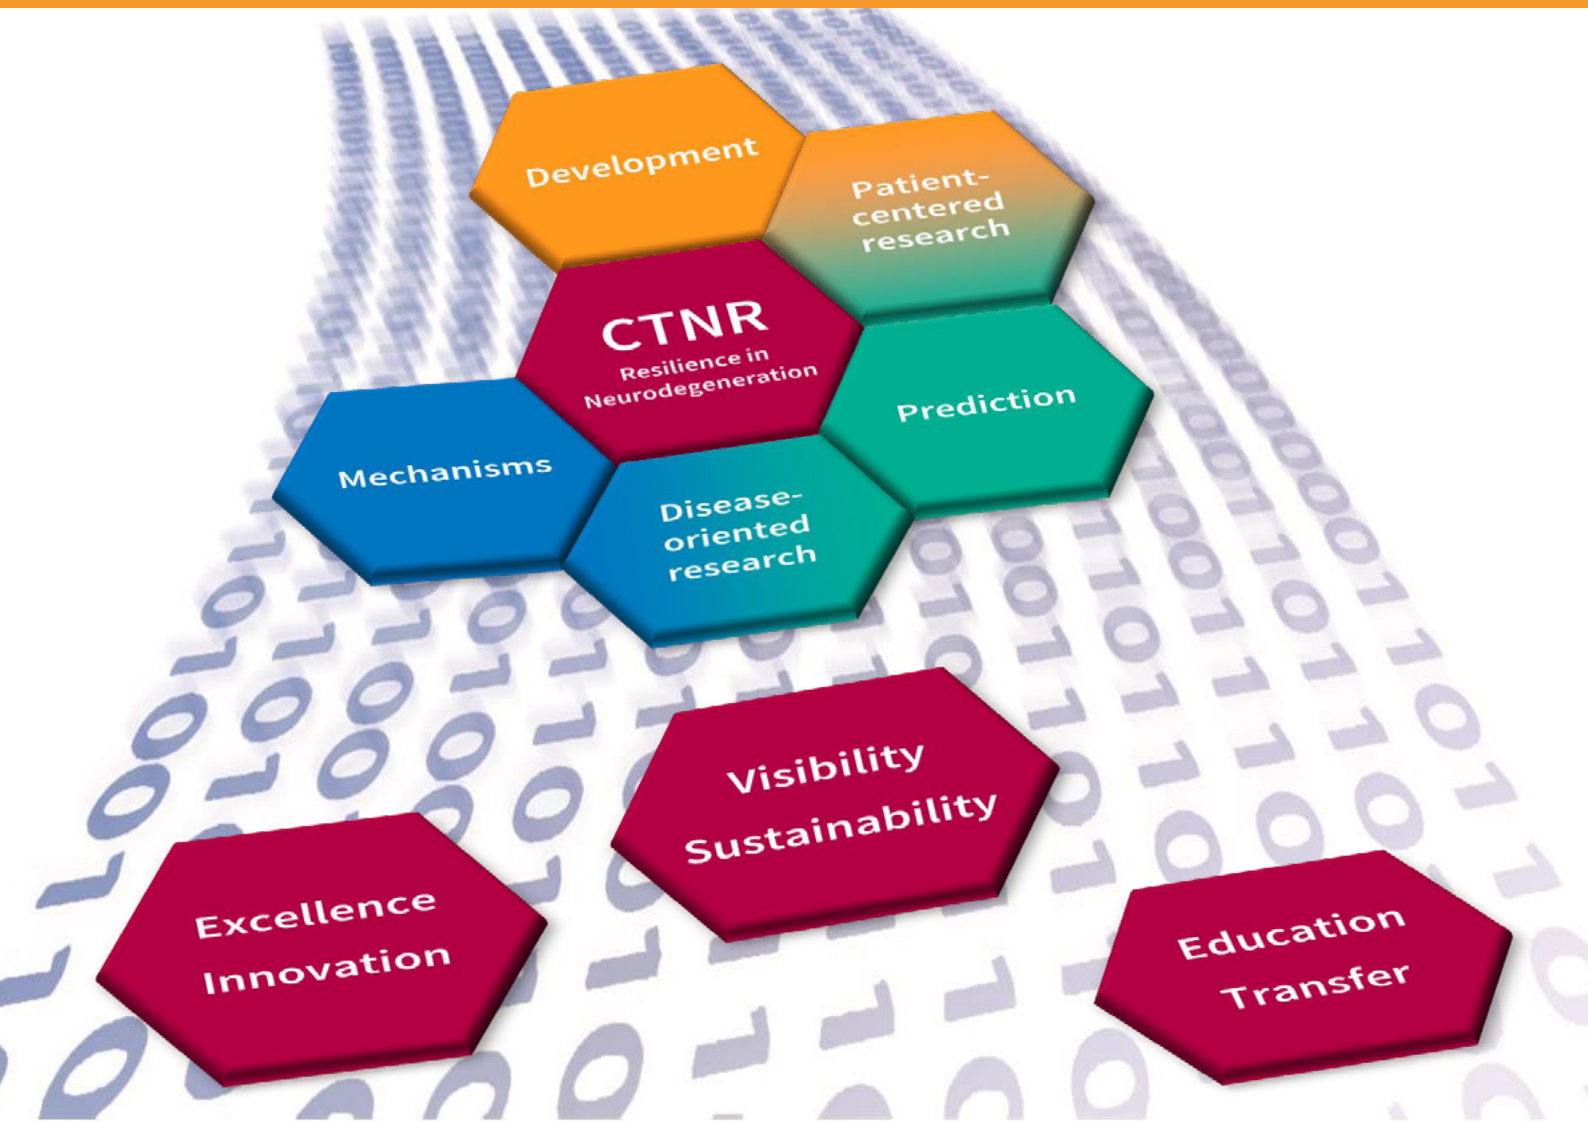 Development
Patient-
centered
research
CTNR
Resilience in
Neurodegeneration
Prediction
Mechanisms
Disease-
oriented
research
Visibility
Sustainability
Excellence
Innovation
Education
Transfer